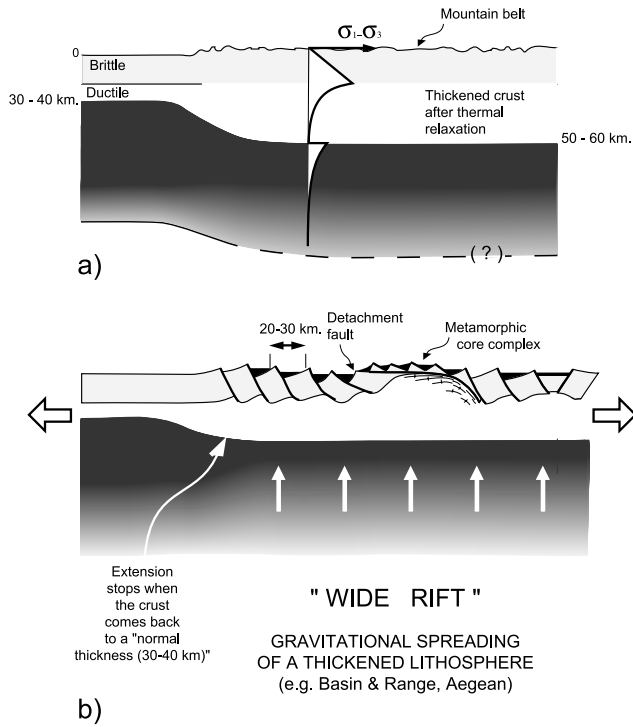 σ1-σ3
Mountain belt
0
Brittle
Ductile
30 - 40 km.
Thickened crust
after thermal
relaxation
50 - 60 km.
( ? )
a)
20-30 km.
Detachment
fault
Metamorphic
core complex
Extension
stops when
the crust
comes back
to a "normal
thickness (30-40 km)"
" WIDE RIFT "
GRAVITATIONAL SPREADING
OF A THICKENED LITHOSPHERE
(e.g. Basin & Range, Aegean)
b)